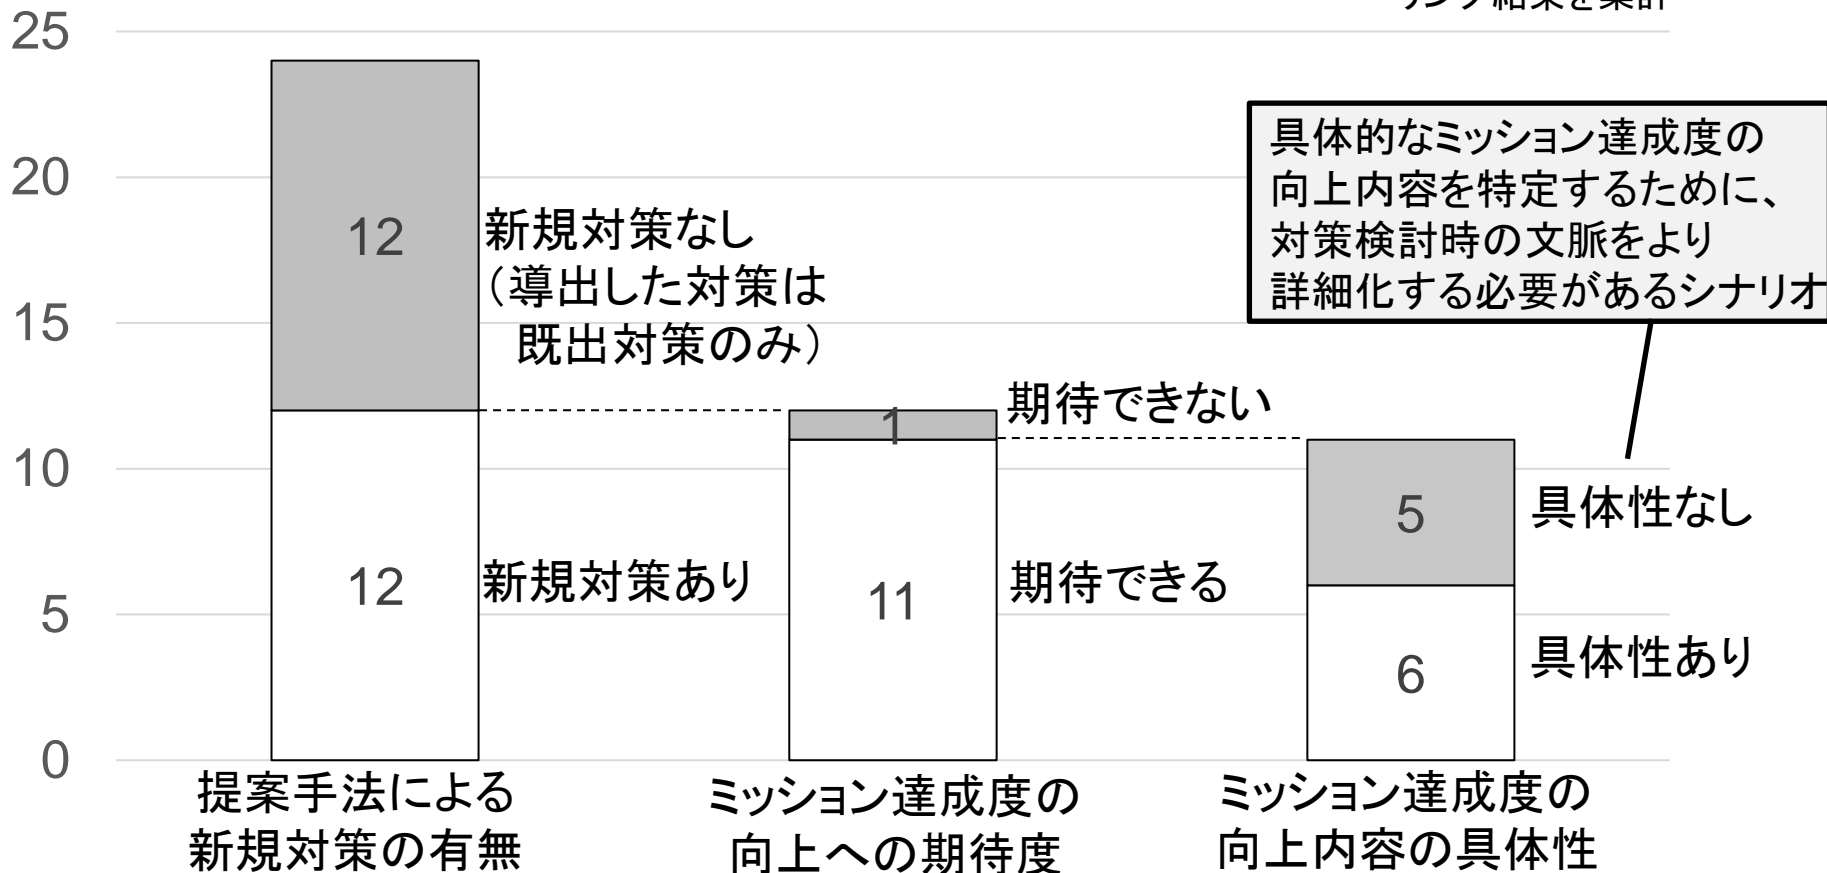 リング結果を集計
25
20
15
10
5
0
12
新規対策なし
（導出した対策は
既出対策のみ）
12
新規対策あり
1
期待できない
11
期待できる
具体的なミッション達成度の
向上内容を特定するために、
対策検討時の文脈をより
詳細化する必要があるシナリオ
5
具体性なし
6
具体性あり
提案手法による
新規対策の有無
ミッション達成度の
向上への期待度
ミッション達成度の
向上内容の具体性